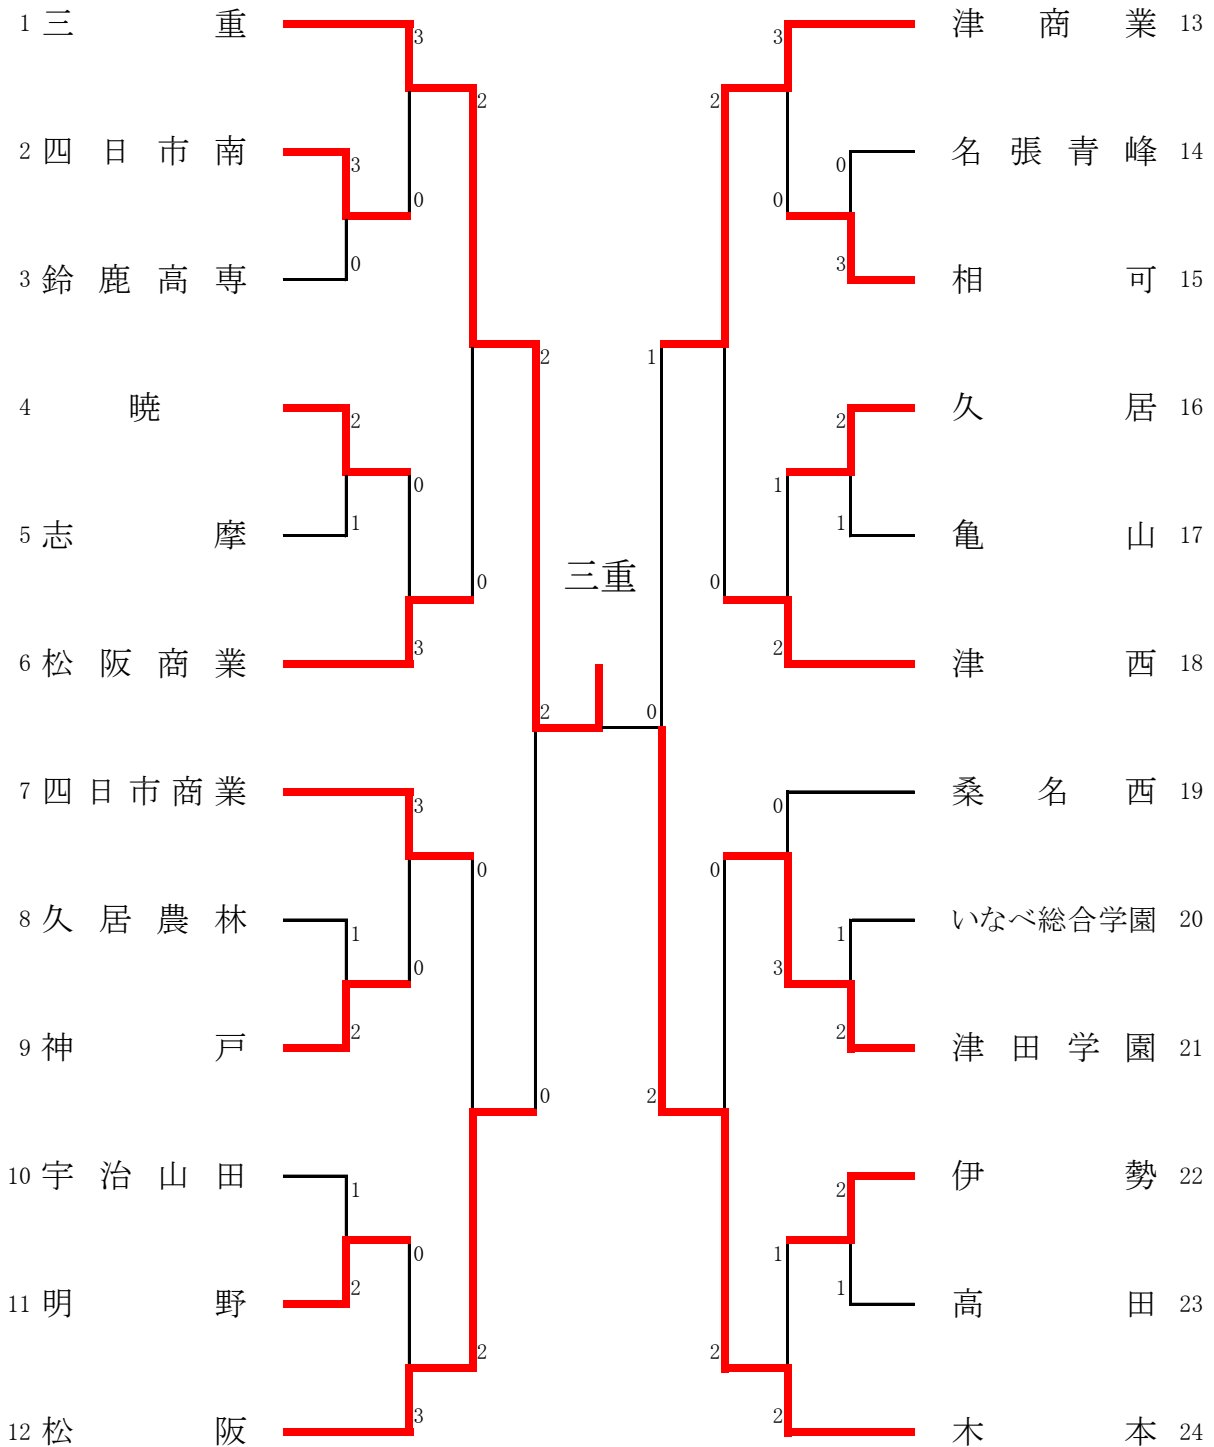 1 三重
3
2
2 四日市南
3
0
3 鈴鹿高専
0
2
4 暁
2
0
5 志摩
1
0
6 松阪商業
3
2
7 四日市商業
3
0
8 久居農林
1
0
9 神戸
2
0
10 宇治山田
1
0
11 明野
2
2
12 松阪
3
三重
津商業 13
3
2
名張青峰 14
0
0
相可 15
3
1
久居 16
2
1
亀山 17
1
0
津西 18
2
0
桑名西 19
0
0
いなべ総合学園 20
1
3
津田学園 21
2
2
伊勢 22
2
1
高田 23
1
2
木本 24
2